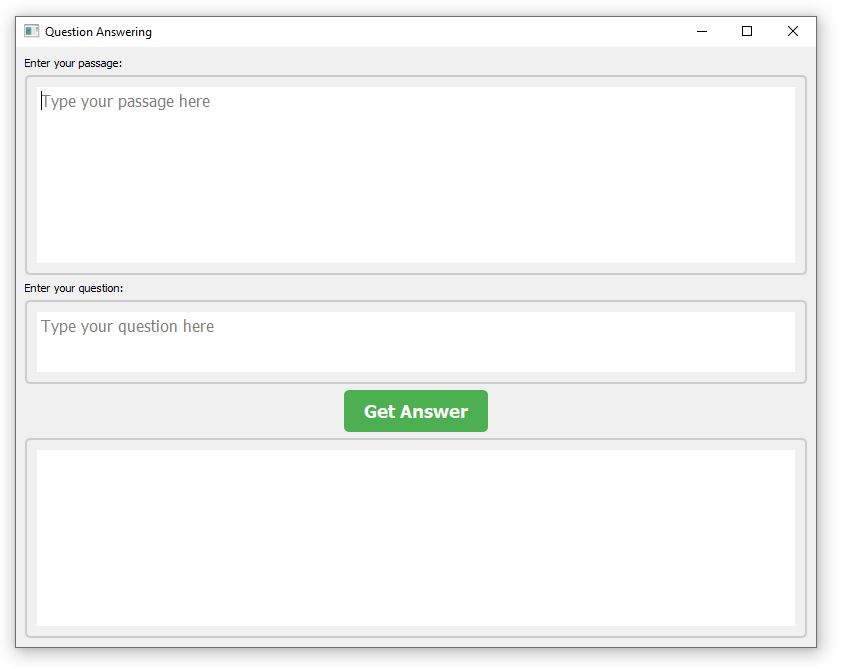 Question Answering
Enter your passage:
Type your passage here
Enter your question:
Type your question here
Get Answer